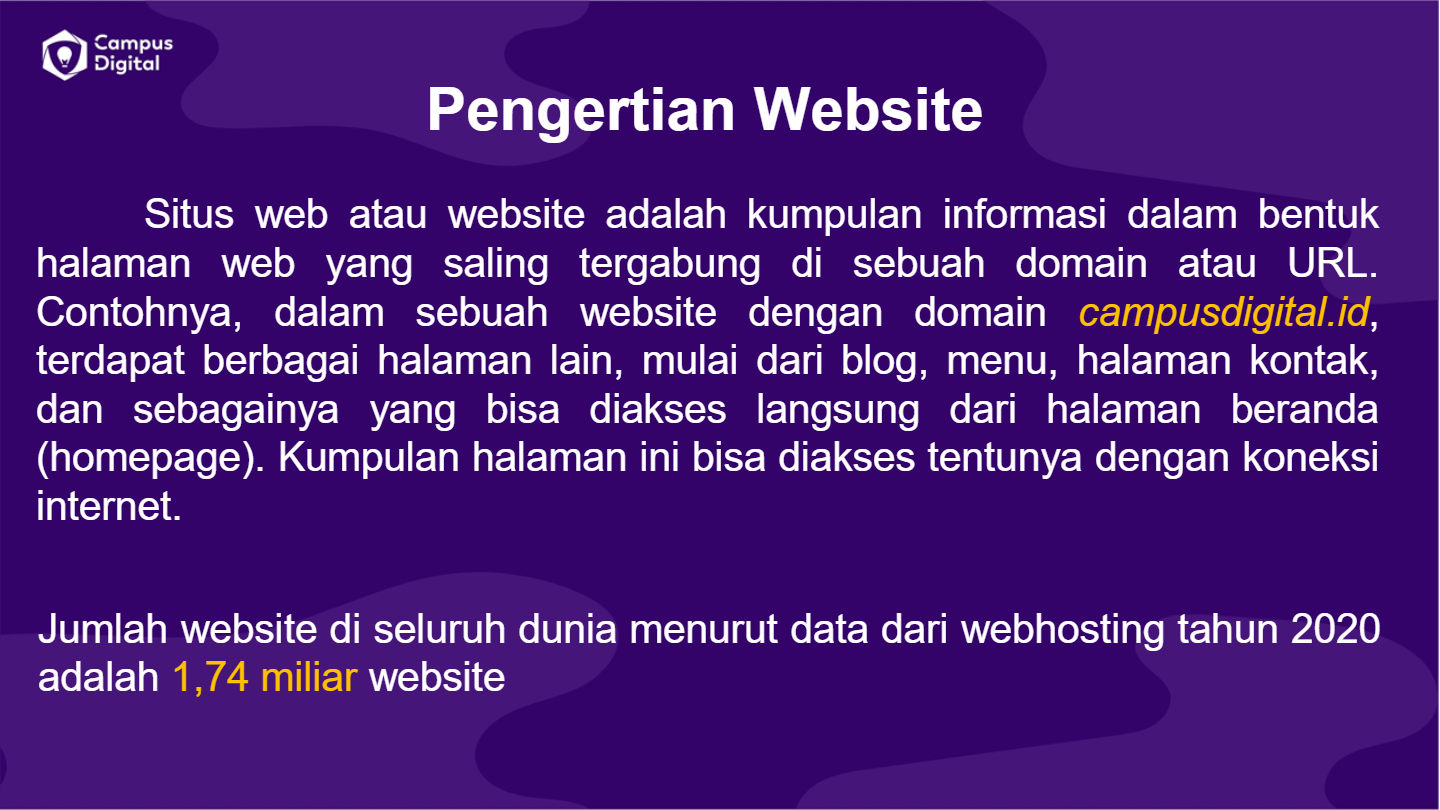 Campus
Digital
Pengertian Website
Situs web atau website adalah kumpulan informasi dalam bentuk
halaman web yang saling tergabung di sebuah domain atau URL.
Contohnya, dalam sebuah website dengan domain campusdigital.id,
terdapat berbagai halaman lain, mulai dari blog, menu, halaman kontak,
dan sebagainya yang bisa diakses langsung dari halaman beranda
(homepage). Kumpulan halaman ini bisa diakses tentunya dengan koneksi
internet.
Jumlah website di seluruh dunia menurut data dari webhosting tahun 2020
adalah 1,74 miliar website